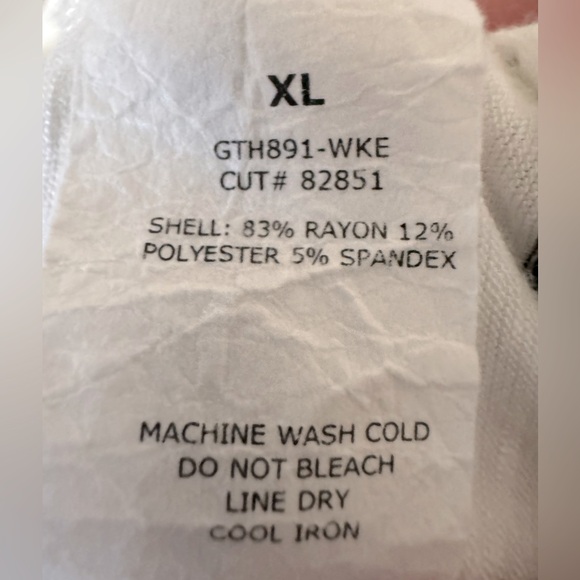 XL
GTH891-WKE
CUT# 82851
SHELL: 83% RAYON 12%
POLYESTER 5% SPANDEX
MACHINE WASH COLD
DO NOT BLEACH
LINE DRY
COOL IRON